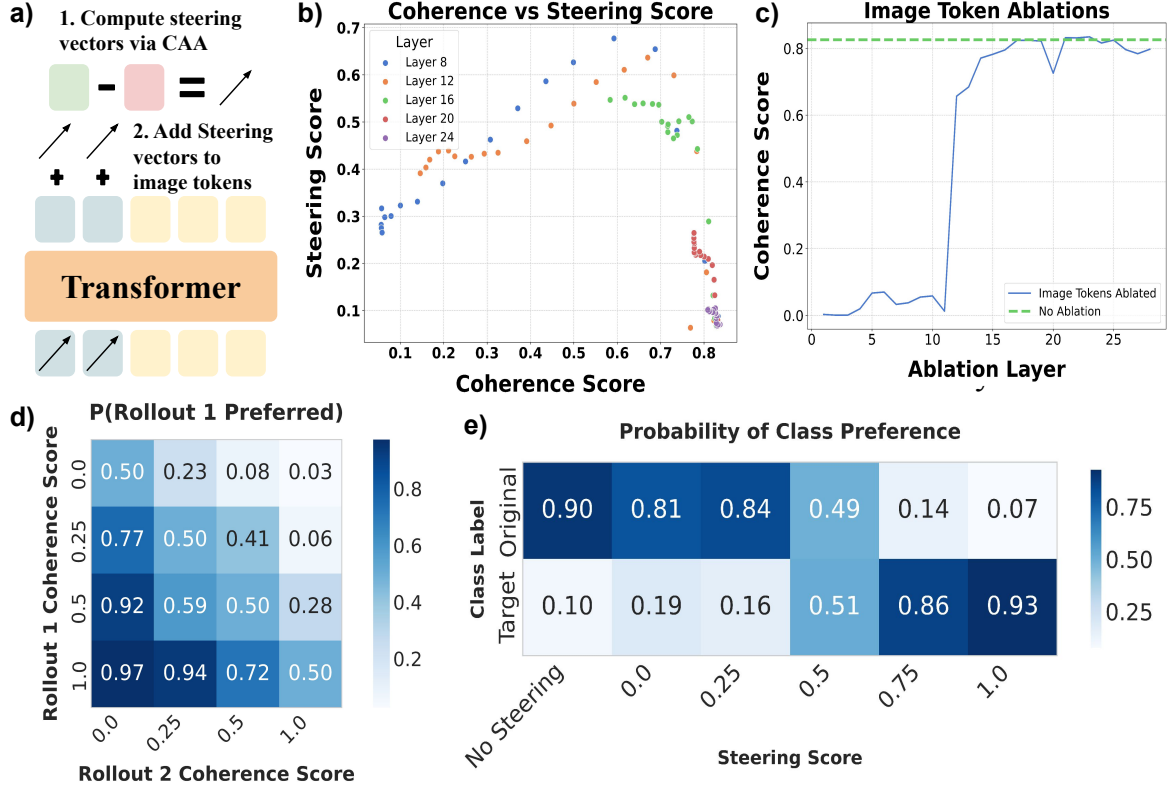 a)
1. Compute steering
vectors via CAA
2. Add Steering
vectors to
image tokens
Transformer
b)
Coherence vs Steering Score
Steering Score
0.7
0.6
0.5
0.4
0.3
0.2
0.1
Layer
Layer 8
Layer 12
Layer 16
Layer 20
Layer 24
0.1 0.2 0.3 0.4 0.5 0.6 0.7 0.8
Coherence Score
c)
Image Token Ablations
Coherence Score
0.8
0.6
0.4
0.2
0.0
Image Tokens Ablated
No Ablation
0 5 10 15 20 25
Ablation Layer
d)
P(Rollout 1 Preferred)
Rollout 1 Coherence Score
0.0 0.50 0.23 0.08 0.03
0.25 0.77 0.50 0.41 0.06
0.5 0.92 0.59 0.50 0.28
1.0 0.97 0.94 0.72 0.50
0.0 0.25 0.5 1.0
Rollout 2 Coherence Score
0.8
0.6
0.4
0.2
e)
Probability of Class Preference
Class Label
Original 0.90 0.81 0.84 0.49 0.14 0.07
Target 0.10 0.19 0.16 0.51 0.86 0.93
No Steering 0.0 0.25 0.5 0.75 1.0
Steering Score
0.75
0.50
0.25